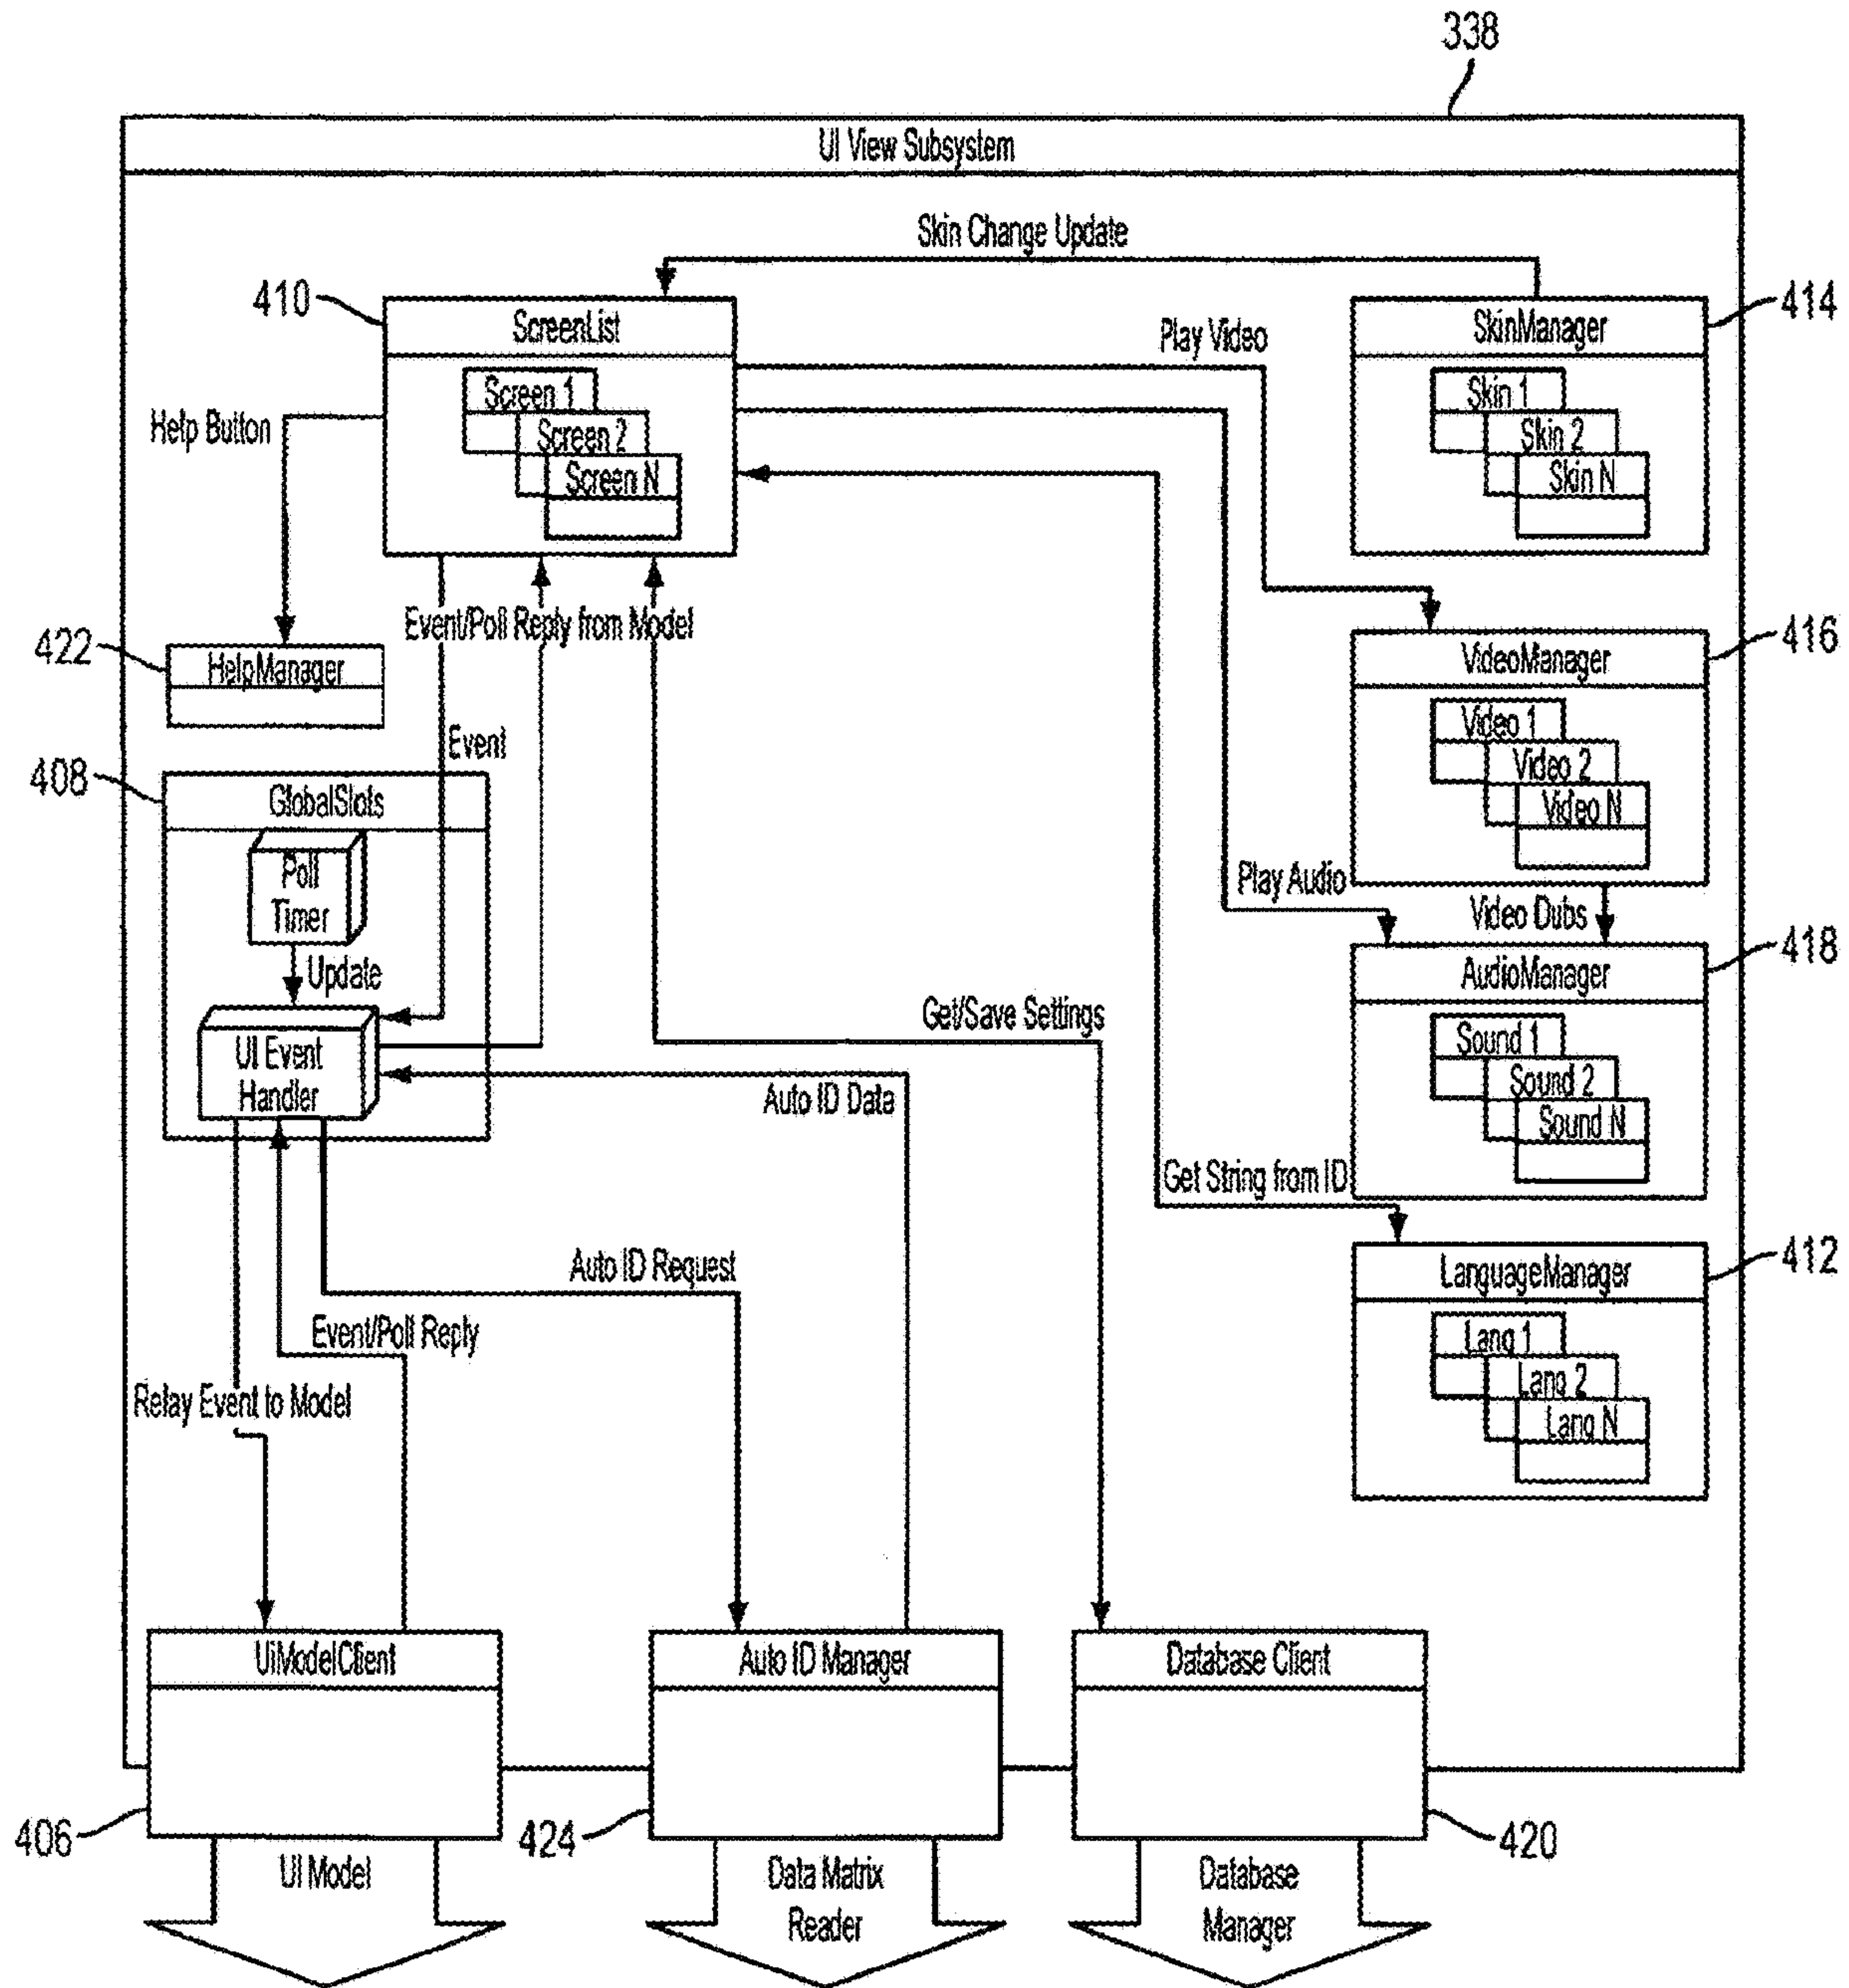 338
UI View Subsystem
Skin Change Update
410
ScreenList
Screen 1
Screen 2
Screen N
Play Video
SkinManager
414
Skin 1
Skin 2
Skin N
Help Button
Event/Poll Reply from Model
422
HelpManager
VideoManager
416
Video 1
Video 2
Video N
Event
408
GlobalSlots
Poll
Timer
Update
Play Audio
Video Dubs
AudioManager
418
Sound 1
Sound 2
Sound N
UI Event
Handler
Get/Save Settings
Auto ID Data
Get String from ID
Auto ID Request
LanguageManager
412
Lang 1
Lang 2
Lang N
Event/Poll Reply
Relay Event to Model
UiModelClient
Auto ID Manager
Database Client
406
424
420
UI Model
Data Matrix
Reader
Database
Manager